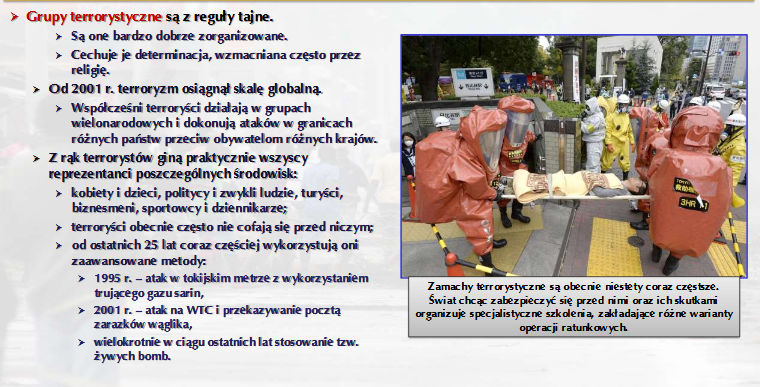 ➢ Grupy terrorystyczne są z reguły tajne.
➢ Są one bardzo dobrze zorganizowane.
➢ Cechuje je determinacja, wzmacniana często przez
religię.
➢ Od 2001 r. terroryzm osiągnął skalę globalną.
➢ Współcześni terroryści działają w grupach
wielonarodowych i dokonują ataków w granicach
różnych państw przeciw obywatelom różnych krajów.
➢ Z rąk terrorystów giną praktycznie wszyscy
reprezentanci poszczególnych środowisk:
➢ kobiety i dzieci, politycy i zwykli ludzie, turyści,
biznesmeni, sportowcy i dziennikarze;
➢ terroryści obecnie często nie cofają się przed niczym;
➢ od ostatnich 25 lat coraz częściej wykorzystują oni
zaawansowane metody:
➢ 1995 r. – atak w tokijskim metrze z wykorzystaniem
trującego gazu sarin,
➢ 2001 r. – atak na WTC i przekazywanie pocztą
zarazków wąglika,
➢ wielokrotnie w ciągu ostatnich lat stosowanie tzw.
żywych bomb.
3HR
Zamachy terrorystyczne są obecnie niestety coraz częstsze.
Świat chcąc zabezpieczyć się przed nimi oraz ich skutkami
organizuje specjalistyczne szkolenia, zakładające różne warianty
operacji ratunkowych.